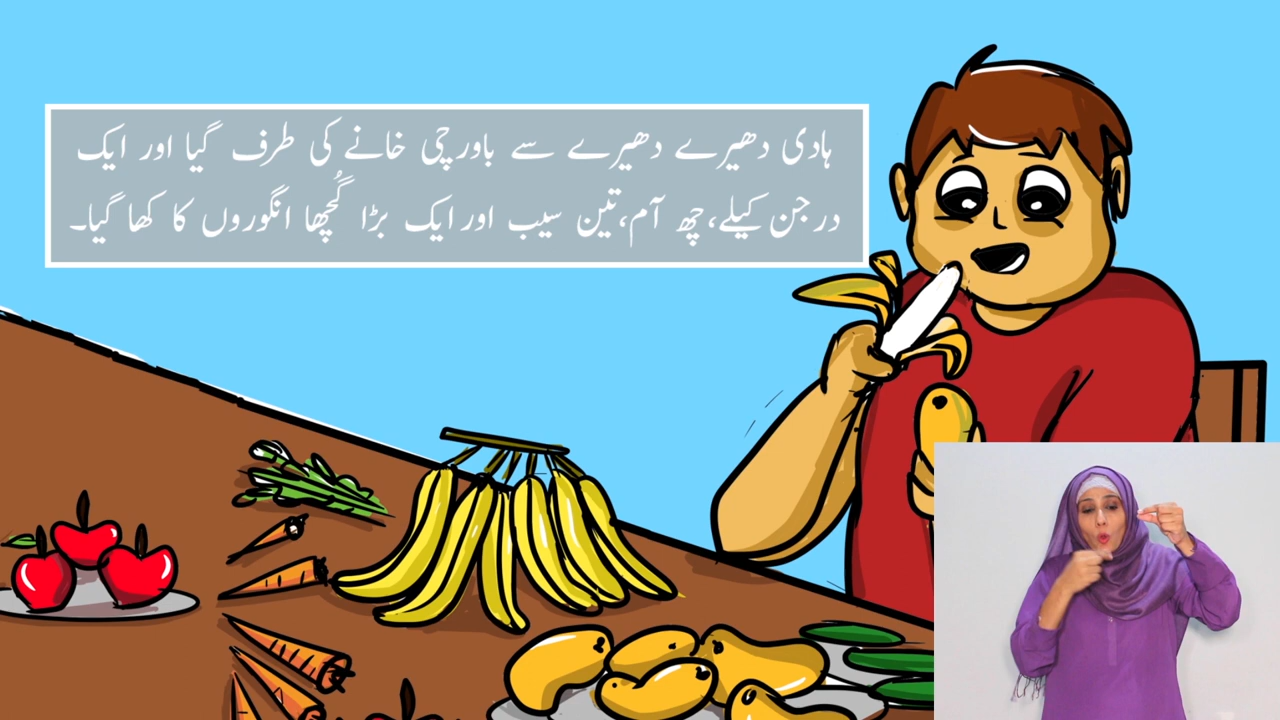 ہادی دھیرے دھیرے سے باورچی خانے کی طرف گیا اور ایک
درجن کیلے، چھ آم، تین سیب اور ایک بڑا گُچھا انگوروں کا کھا گیا۔